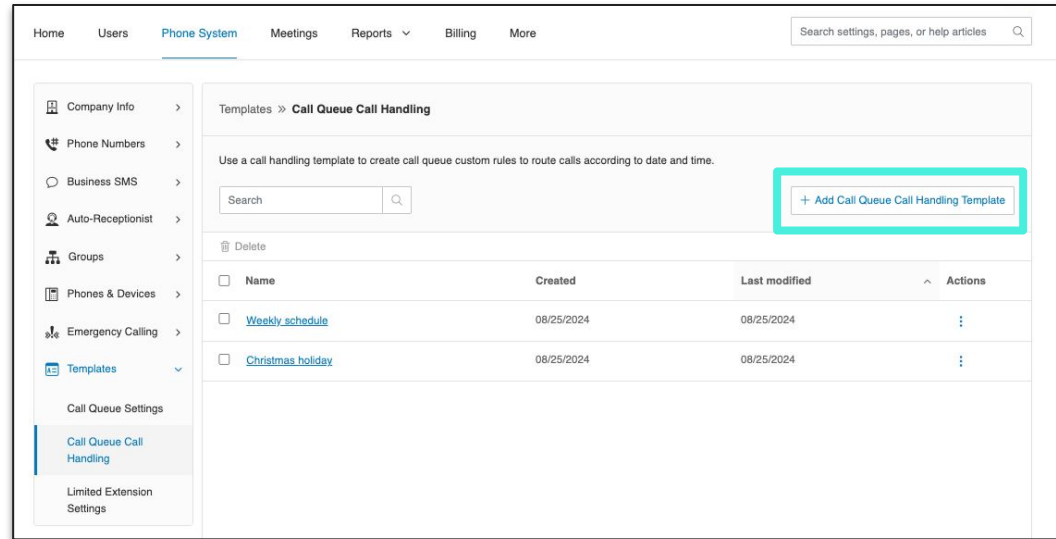 Home Users Phone System Meetings Reports Billing More Search settings, pages, or help articles
Company Info
Phone Numbers
Business SMS
Auto-Receptionist
Groups
Phones & Devices
Emergency Calling
Templates
Call Queue Settings
Call Queue Call
Handling
Limited Extension
Settings
Templates » Call Queue Call Handling
Use a call handling template to create call queue custom rules to route calls according to date and time.
Search
+ Add Call Queue Call Handling Template
Delete
Name Created Last modified Actions
Weekly schedule 08/25/2024 08/25/2024
Christmas holiday 08/25/2024 08/25/2024